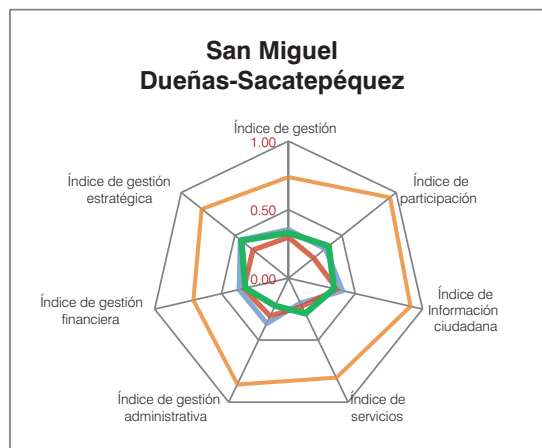 San Miguel
Dueñas-Sacatepéquez
Índice de gestión
1.00
Índice de gestión
estratégica
Índice de
participación
0.50
0.00
Índice de gestión
financiera
Índice de
Información
ciudadana
Índice de gestión
administrativa
Índice de
servicios